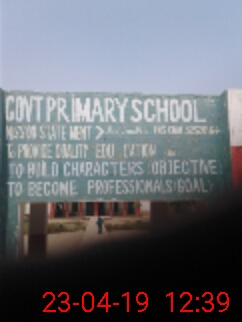 GOVT PRIMARY SCHOOL
MISSION STATEMENT >
To PROVIDE QUALITY EDUCATION
TO BUILD CHARACTERS (OBJECTIVE)
TO BECOME PROFESSIONALS (GOAL)
23-04-19 12:39